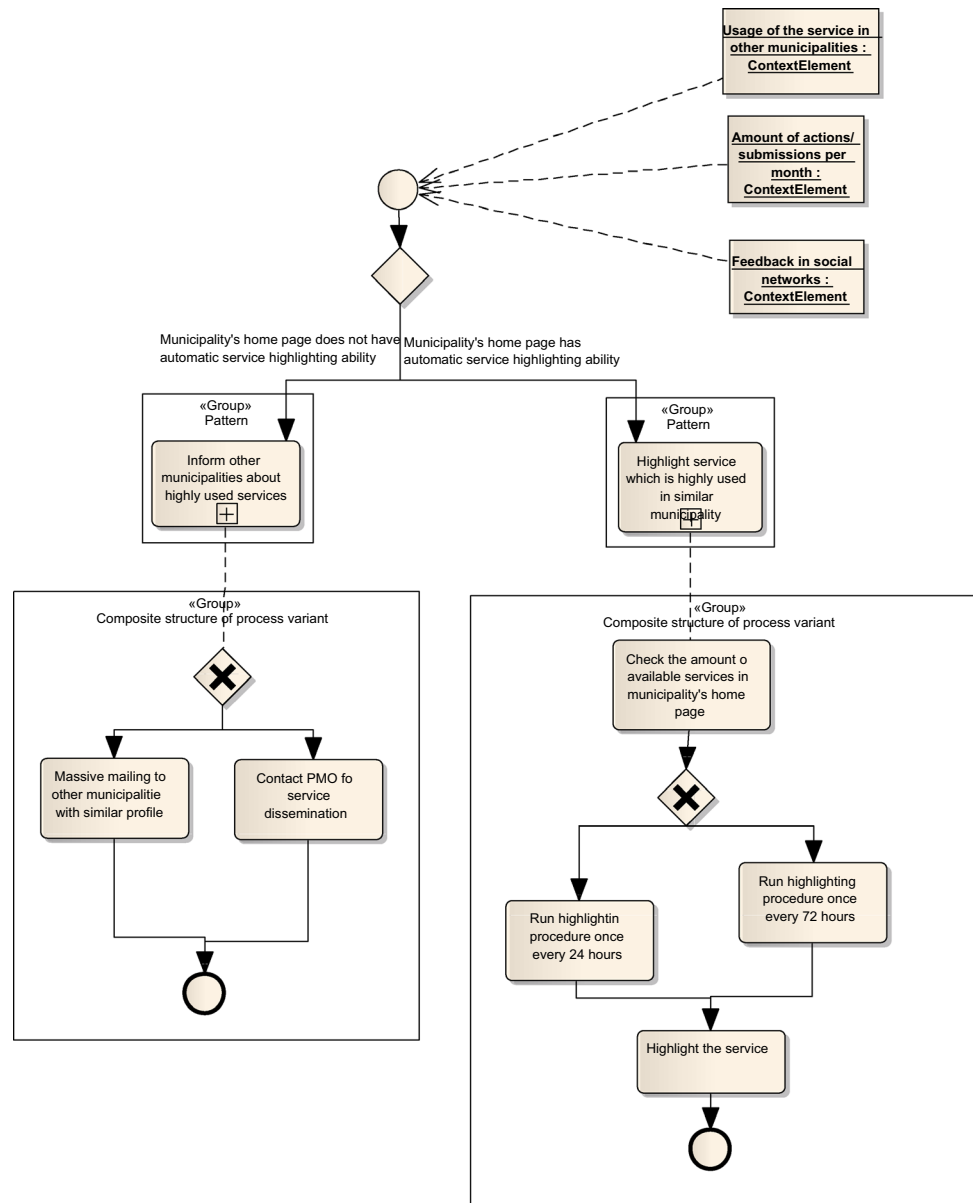 Usage of the service in
other municipalities :
ContextElement
Amount of actions/
submissions per
month :
ContextElement
Feedback in social
networks :
ContextElement
Municipality's home page does not have
automatic service highlighting ability
Municipality's home page has
automatic service highlighting ability
«Group»
Pattern
Inform other
municipalities about
highly used services
«Group»
Pattern
Highlight service
which is highly used
in similar
municipality
«Group»
Composite structure of process variant
Massive mailing to
other municipalitie
with similar profile
Contact PMO fo
service
dissemination
«Group»
Composite structure of process variant
Check the amount o
available services in
municipality's home
page
Run highlightin
procedure once
every 24 hours
Run highlighting
procedure once
every 72 hours
Highlight the service